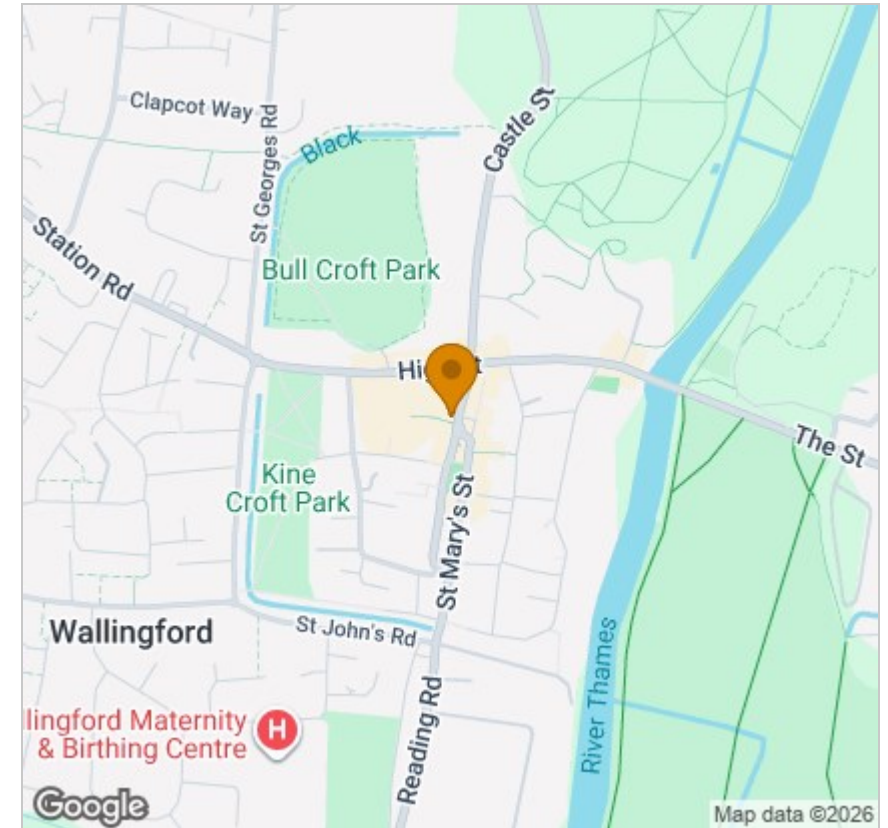 Clapcot Way
St Georges Rd
Black
Castle St
Station Rd
Bull Croft Park
The St
Kine
Croft Park
St Mary's St
Wallingford
St John's Rd
lingford Maternity
& Birthing Centre
H
Reading Rd
River Thames
Google
Map data ©2026